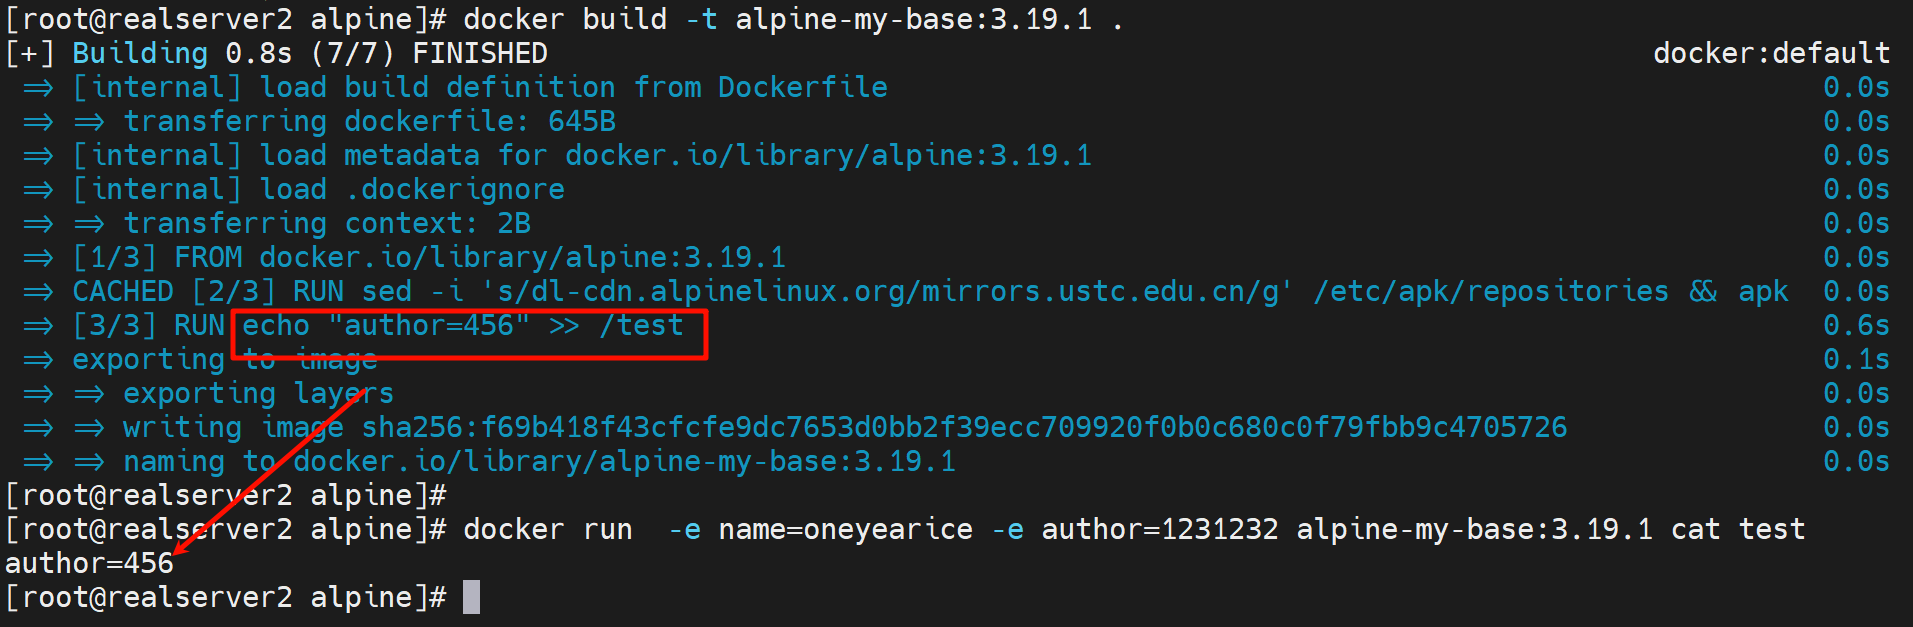 [root@realserver2 alpine]# docker build -t alpine-my-base:3.19.1 .
[+] Building 0.8s (7/7) FINISHED docker:default
=> [internal] load build definition from Dockerfile 0.0s
=> => transferring dockerfile: 645B 0.0s
=> [internal] load metadata for docker.io/library/alpine:3.19.1 0.0s
=> [internal] load .dockerignore 0.0s
=> => transferring context: 2B 0.0s
=> [1/3] FROM docker.io/library/alpine:3.19.1 0.0s
=> CACHED [2/3] RUN sed -i 's/dl-cdn.alpinelinux.org/mirrors.ustc.edu.cn/g' /etc/apk/repositories && apk 0.0s
=> [3/3] RUN echo "author=456" >> /test 0.6s
=> exporting to image 0.1s
=> => exporting layers 0.0s
=> => writing image sha256:f69b418f43cfcfe9dc7653d0bb2f39ecc709920f0b0c680c0f79fbb9c4705726 0.0s
=> => naming to docker.io/library/alpine-my-base:3.19.1 0.0s
[root@realserver2 alpine]#
[root@realserver2 alpine]# docker run  -e name=oneyearice -e author=1231232 alpine-my-base:3.19.1 cat test
author=456
[root@realserver2 alpine]#